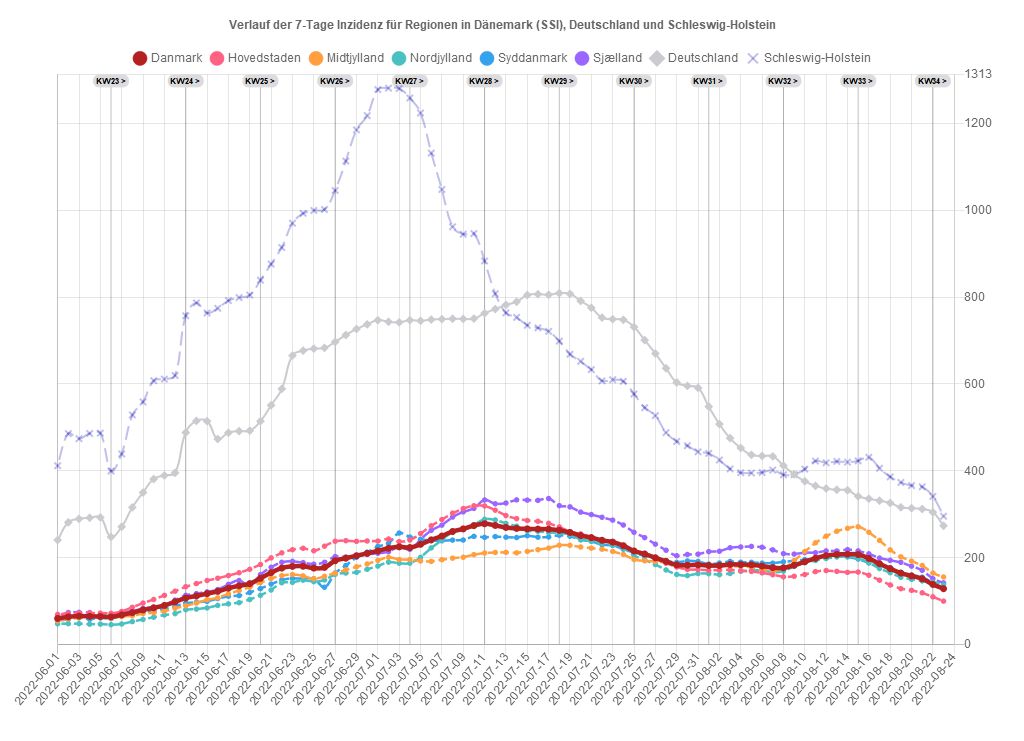 Verlauf der 7-Tage Inzidenz für Regionen in Dänemark (SSI), Deutschland und Schleswig-Holstein
Danmark Hovedstaden Midtjylland Nordjylland Syddanmark Sjælland Deutschland Schleswig-Holstein
KW23 > KW24 > KW25 > KW26 > KW27 > KW28 > KW29 > KW30 > KW31 > KW32 > KW33 > KW34 >
1313
1200
1000
800
600
400
200
0
2022-06-01 2022-06-03 2022-06-05 2022-06-07 2022-06-09 2022-06-11 2022-06-13 2022-06-15 2022-06-17 2022-06-19 2022-06-21 2022-06-23 2022-06-25 2022-06-27 2022-06-29 2022-07-01 2022-07-03 2022-07-05 2022-07-07 2022-07-09 2022-07-11 2022-07-13 2022-07-15 2022-07-17 2022-07-19 2022-07-21 2022-07-23 2022-07-25 2022-07-27 2022-07-29 2022-07-31 2022-08-02 2022-08-04 2022-08-06 2022-08-08 2022-08-10 2022-08-12 2022-08-14 2022-08-16 2022-08-18 2022-08-20 2022-08-22 2022-08-24